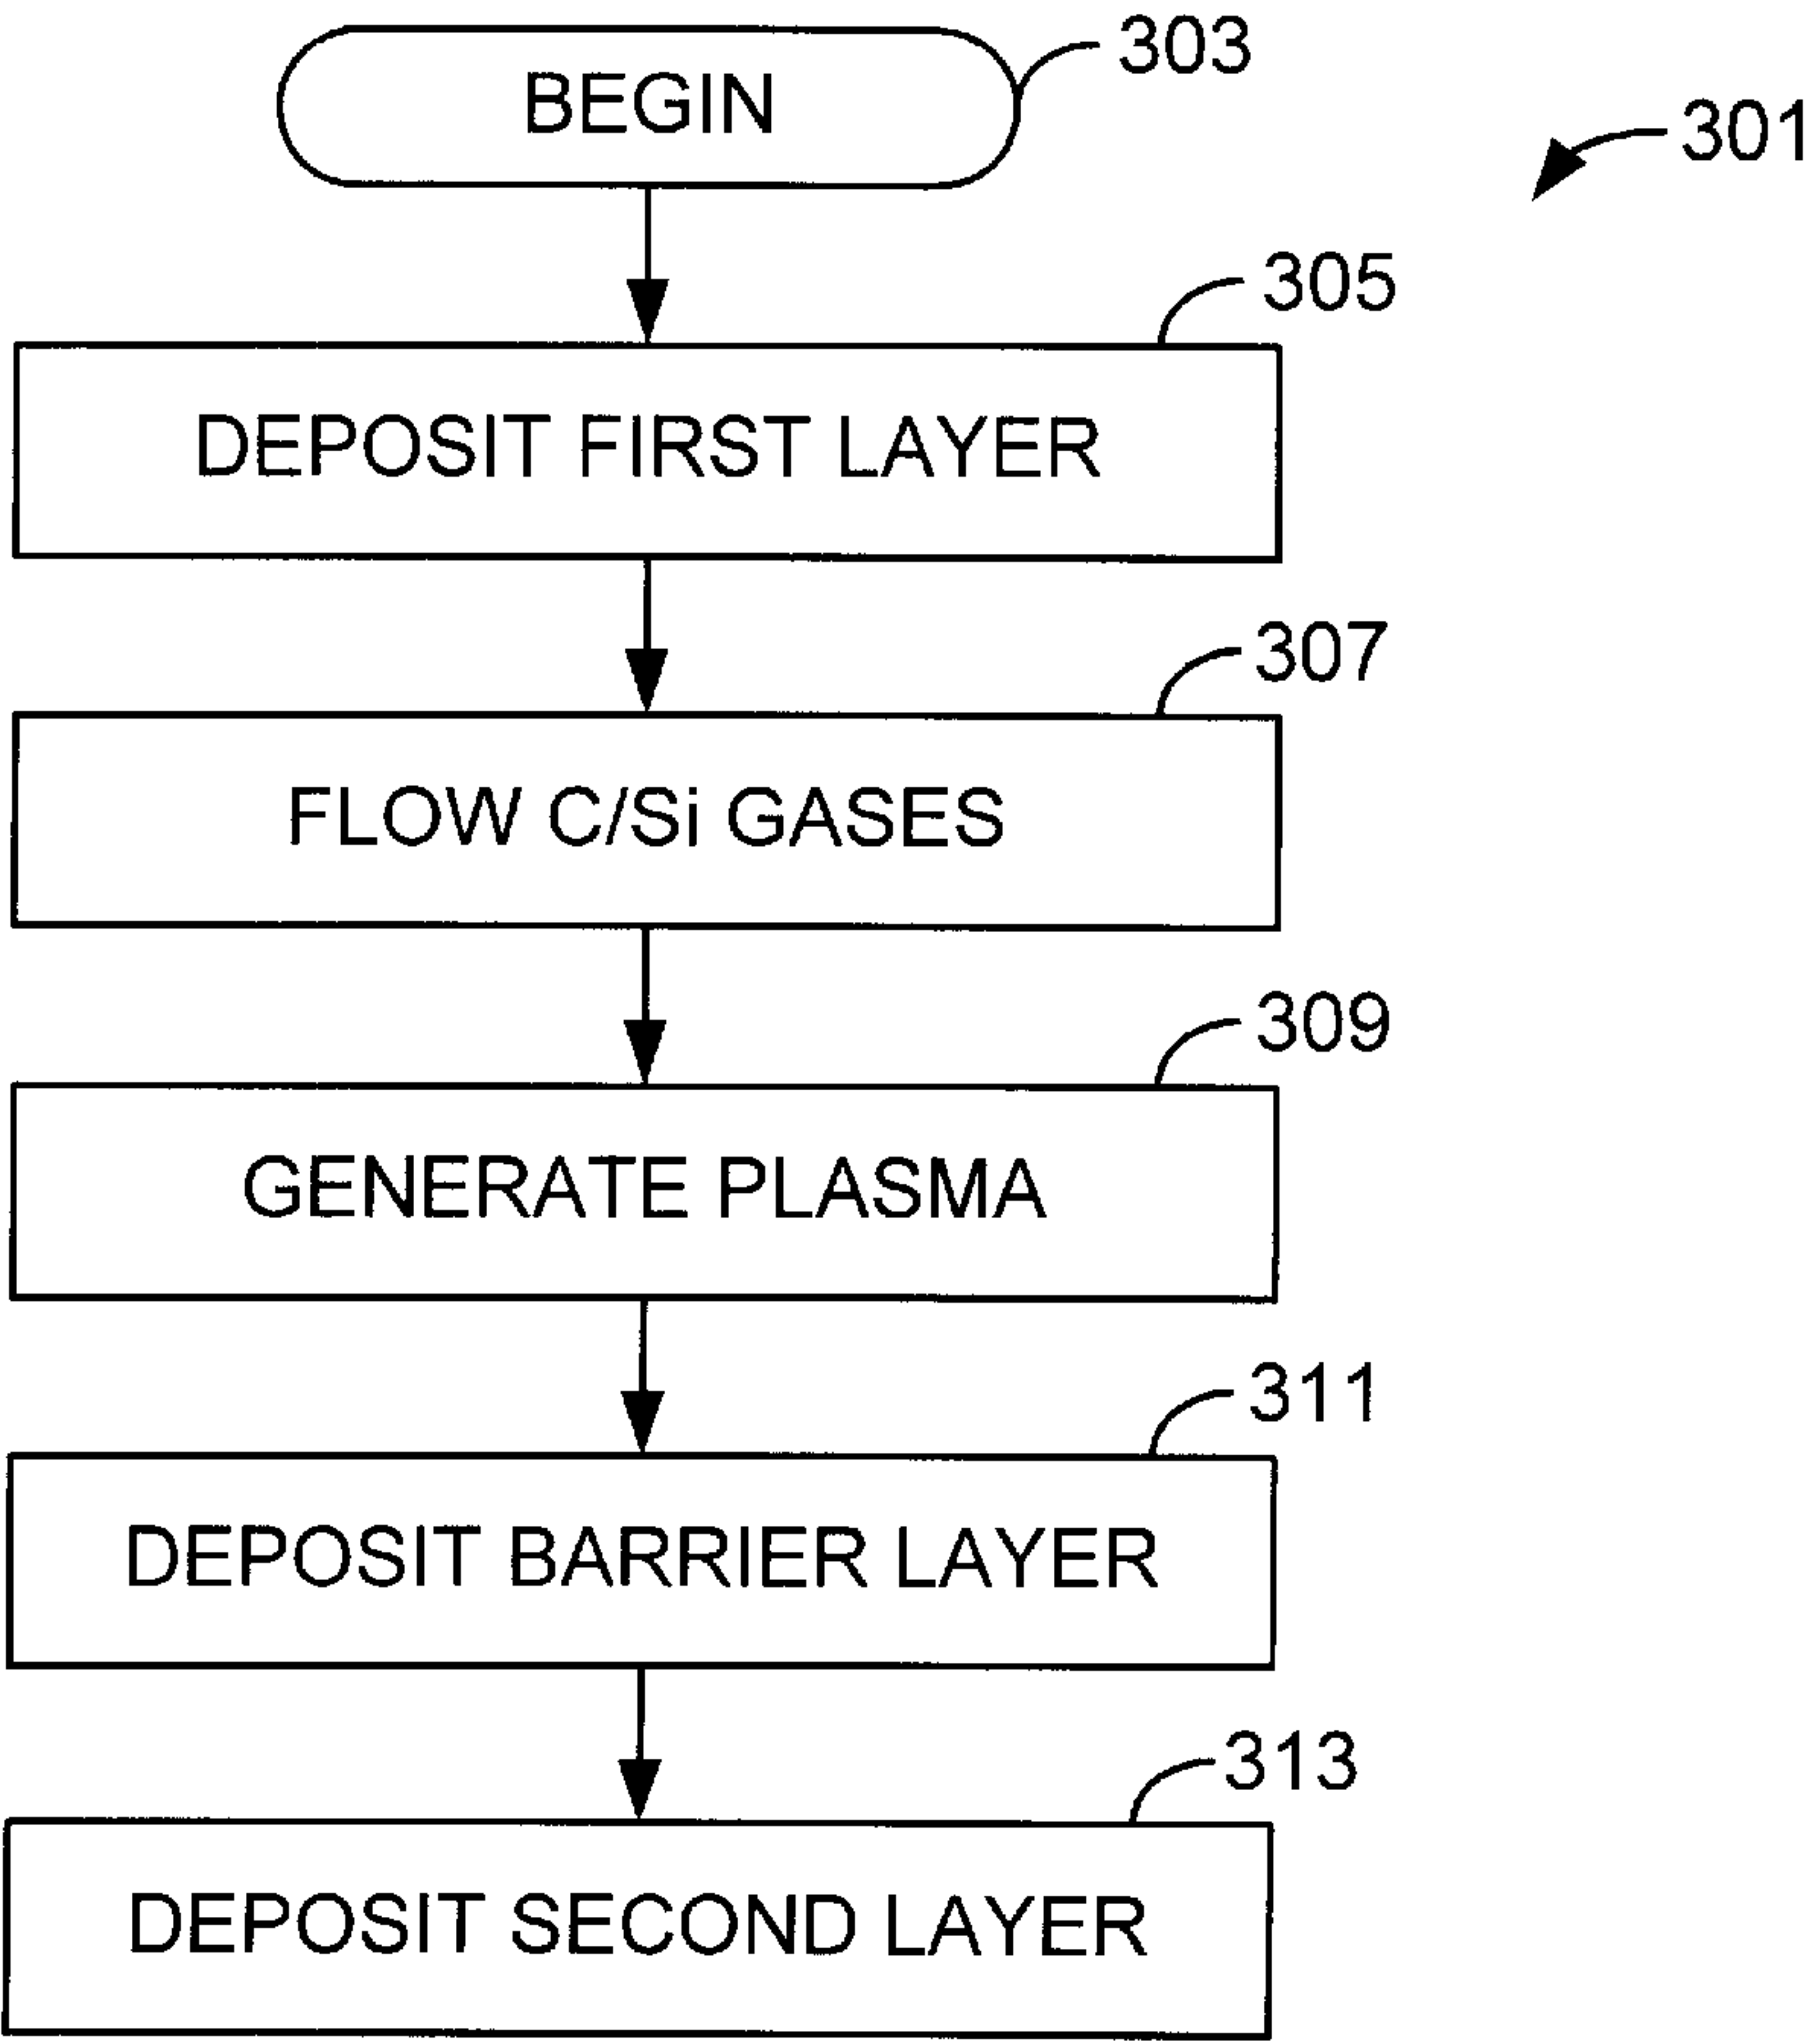 303
BEGIN
301
305
DEPOSIT FIRST LAYER
307
FLOW C/Si GASES
309
GENERATE PLASMA
311
DEPOSIT BARRIER LAYER
313
DEPOSIT SECOND LAYER